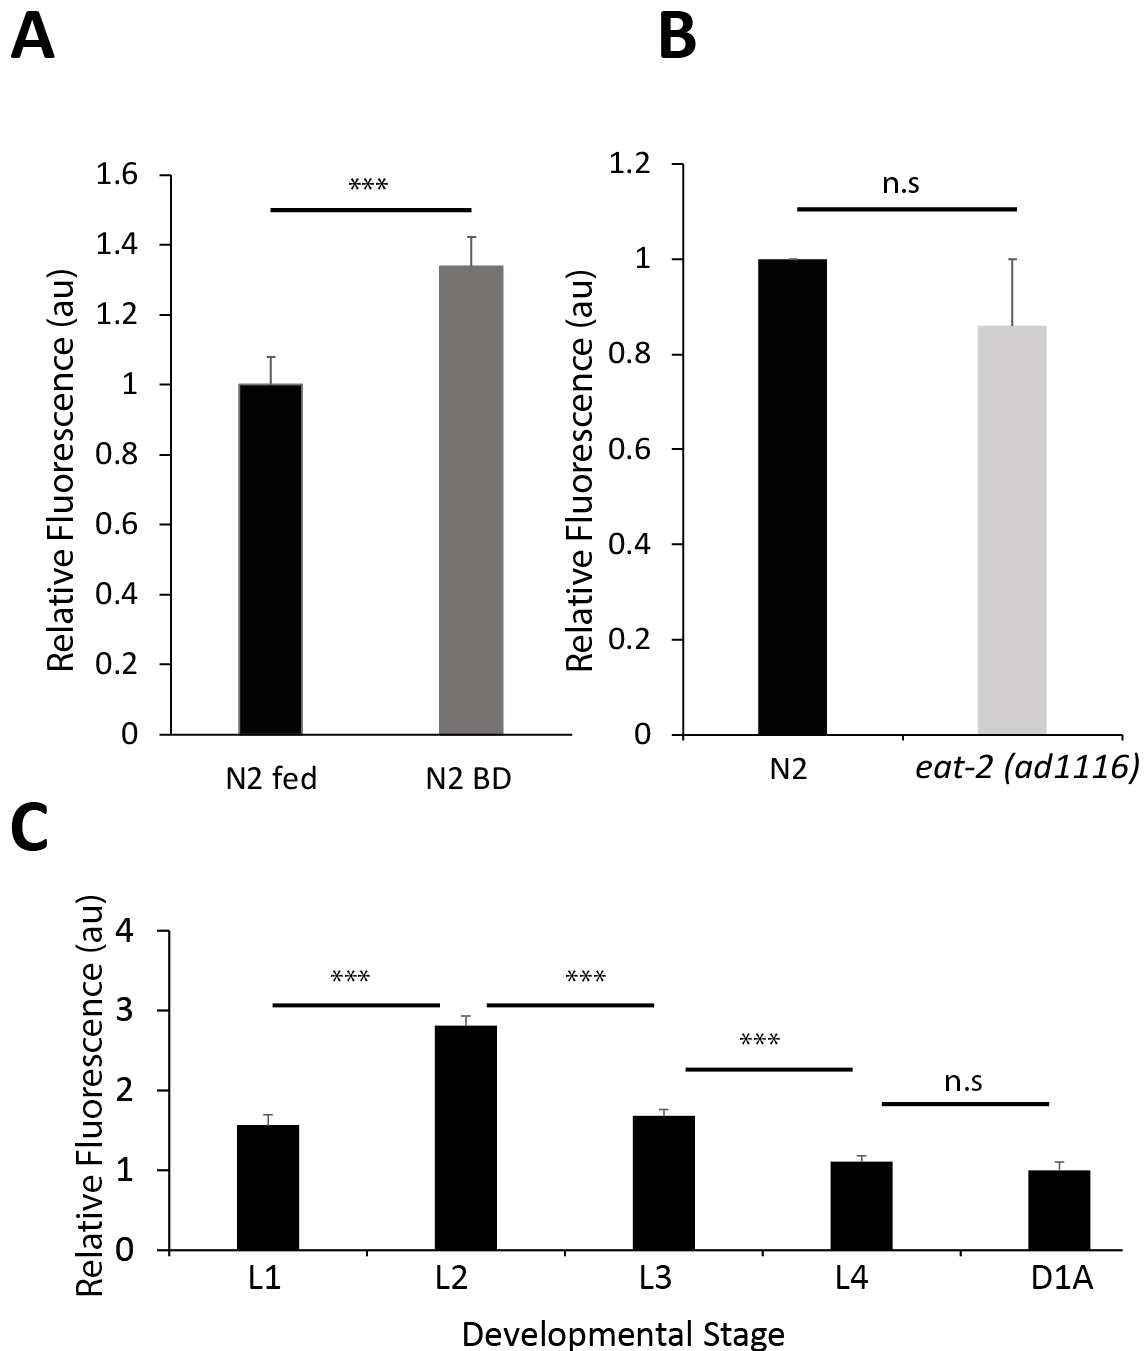 A
B
Relative Fluorescence (au)
1.6
1.4
1.2
1
0.8
0.6
0.4
0.2
0
***
N2 fed
N2 BD
Relative Fluorescence (au)
1.2
1
0.8
0.6
0.4
0.2
0
n.s
N2
eat-2 (ad1116)
C
Relative Fluorescence (au)
4
3
2
1
0
***
***
***
n.s
L1
L2
L3
L4
D1A
Developmental Stage